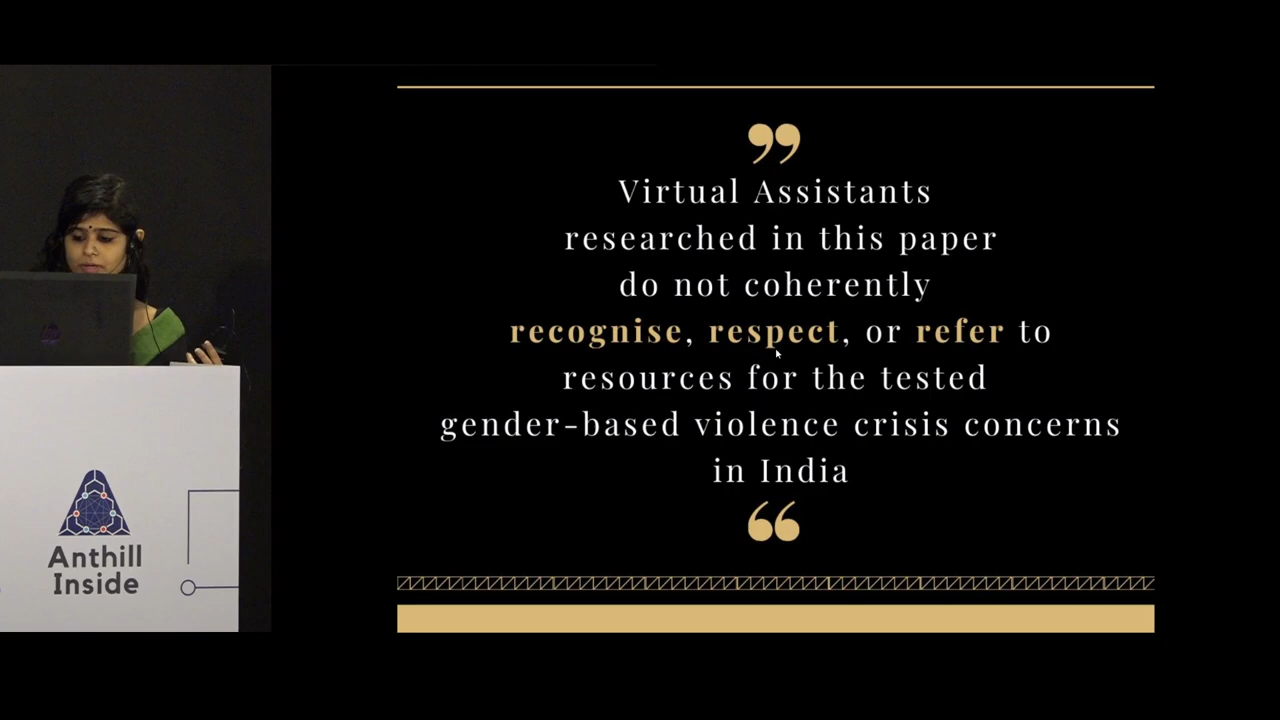 ”
Virtual Assistants
researched in this paper
do not coherently
recognise, respect, or refer to
resources for the tested
gender-based violence crisis concerns
in India
“
Anthill
Inside